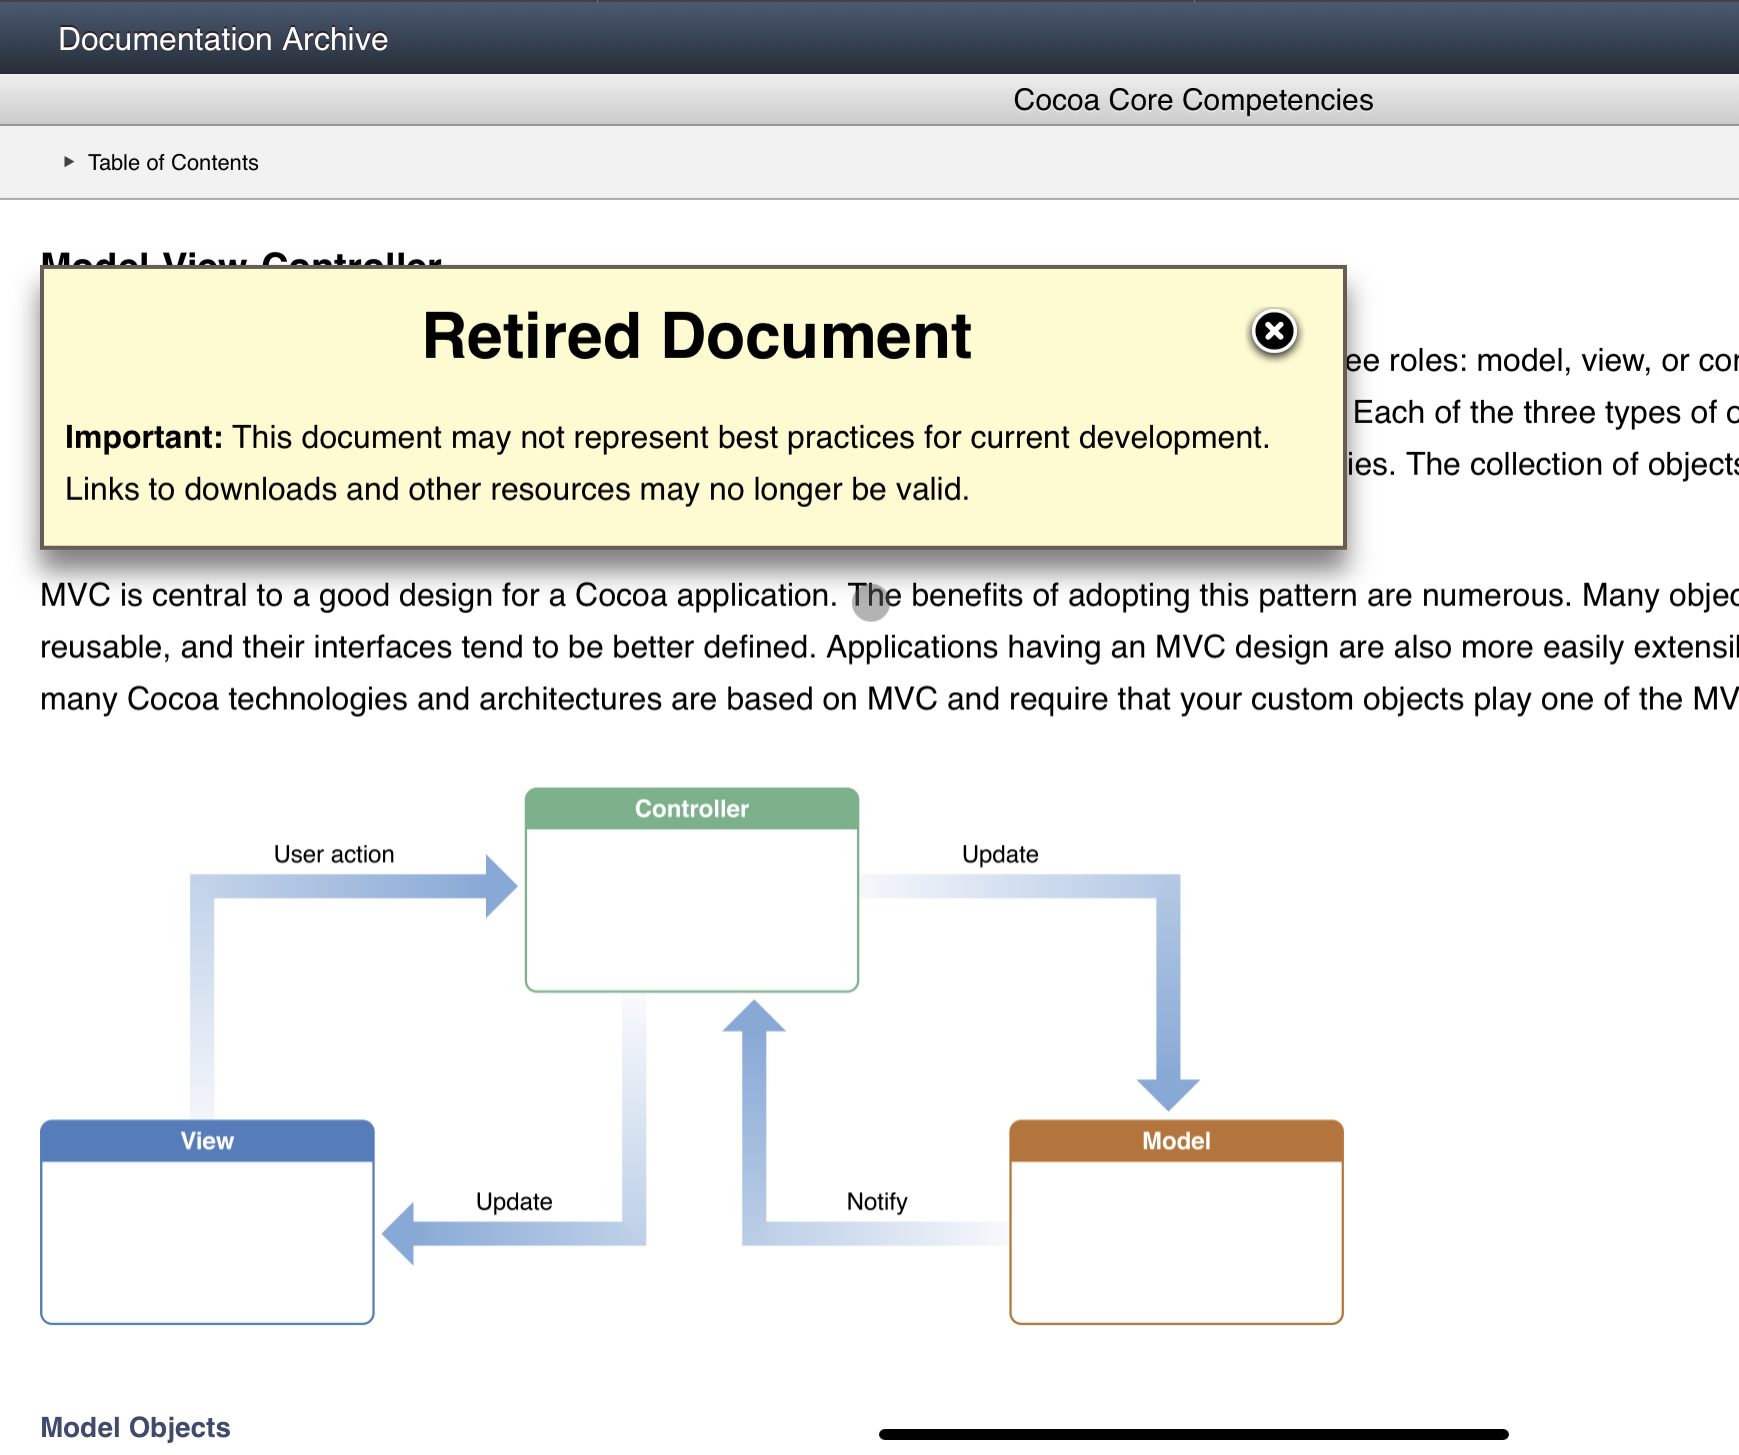 Documentation Archive
Cocoa Core Competencies
Table of Contents
Model-View-Controller
Retired Document
Important: This document may not represent best practices for current development.
Links to downloads and other resources may no longer be valid.
roles: model, view, or
Each of the three types of
The collection of objects
MVC is central to a good design for a Cocoa application. The benefits of adopting this pattern are numerous. Many
reusable, and their interfaces tend to be better defined. Applications having an MVC design are also more easily
many Cocoa technologies and architectures are based on MVC and require that your custom objects play one of the
Controller
User action
Update
View
Model
Update
Notify
Model Objects